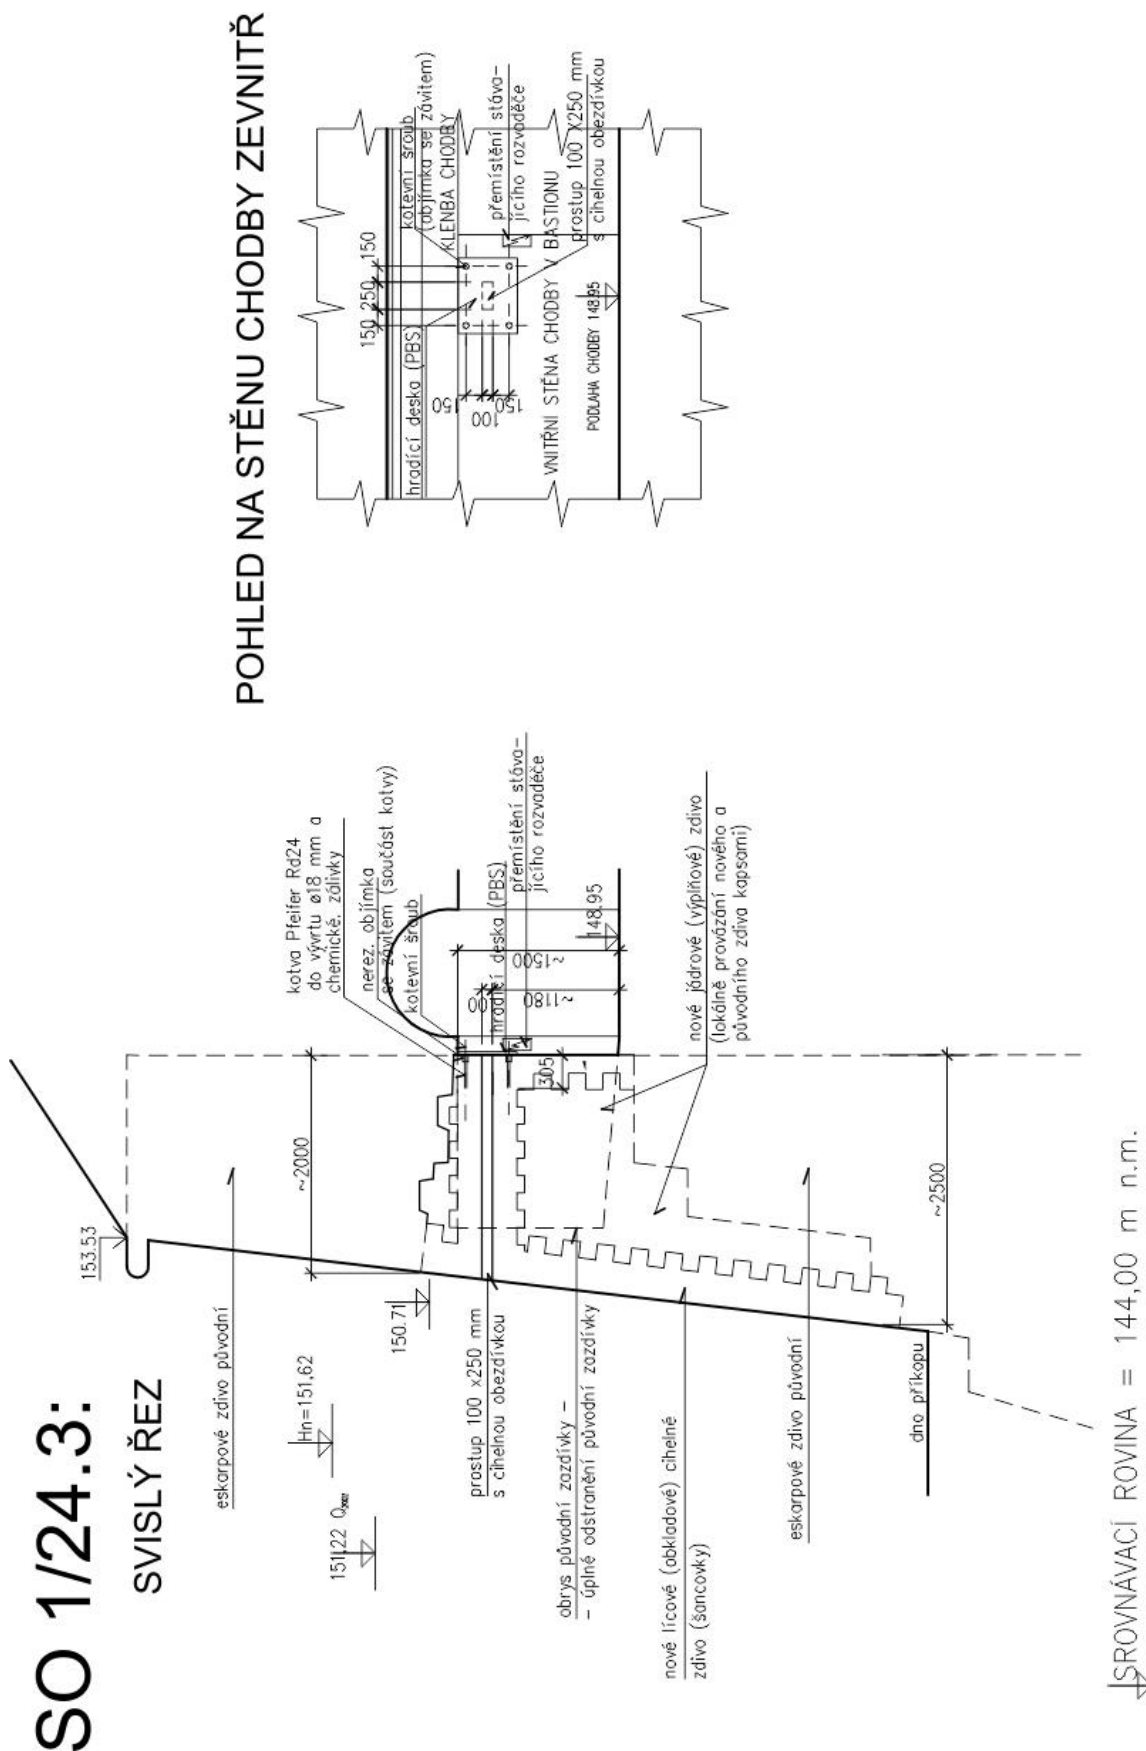 SO 1/24.3:
SVISLÝ ŘEZ
POHLED NA STĚNU CHODBY ZEVNITŘ
153.53
eskarpové zdivo původní
~2000
Hn=151,62
151,22
150.71
kotva Pfeifer Rd24
do vývrtu ø18 mm a
chemické. zálivky
nerez. objímka
se závitem (součást kotvy)
kotevní šroub
hradící deska (PBS)
přemístění stáva-
jícího rozvaděče
100
~1180
~1500
148.95
305
prostup 100 x250 mm
s cihelnou obezdívkou
obrys původní zazdívky –
– úplné odstranění původní zazdívky
nové lícové (obkladové) cihelné
zdivo (šancovky)
nové jádrové (výplňové) zdivo
(lokálně provázání nového a
původního zdiva kapsami)
eskarpové zdivo původní
~2500
dno příkopu
SROVNÁVACÍ ROVINA = 144,00 m n.m.
150 250 150
kotevní šroub
(objímka se závitem)
KLENBA CHODBY
hradící deska (PBS)
150
100
150
přemístění stáva-
jícího rozvaděče
VNITŘNÍ STĚNA CHODBY V BASTIONU
prostup 100 X250 mm
s cihelnou obezdívkou
PODLAHA CHODBY 148.95